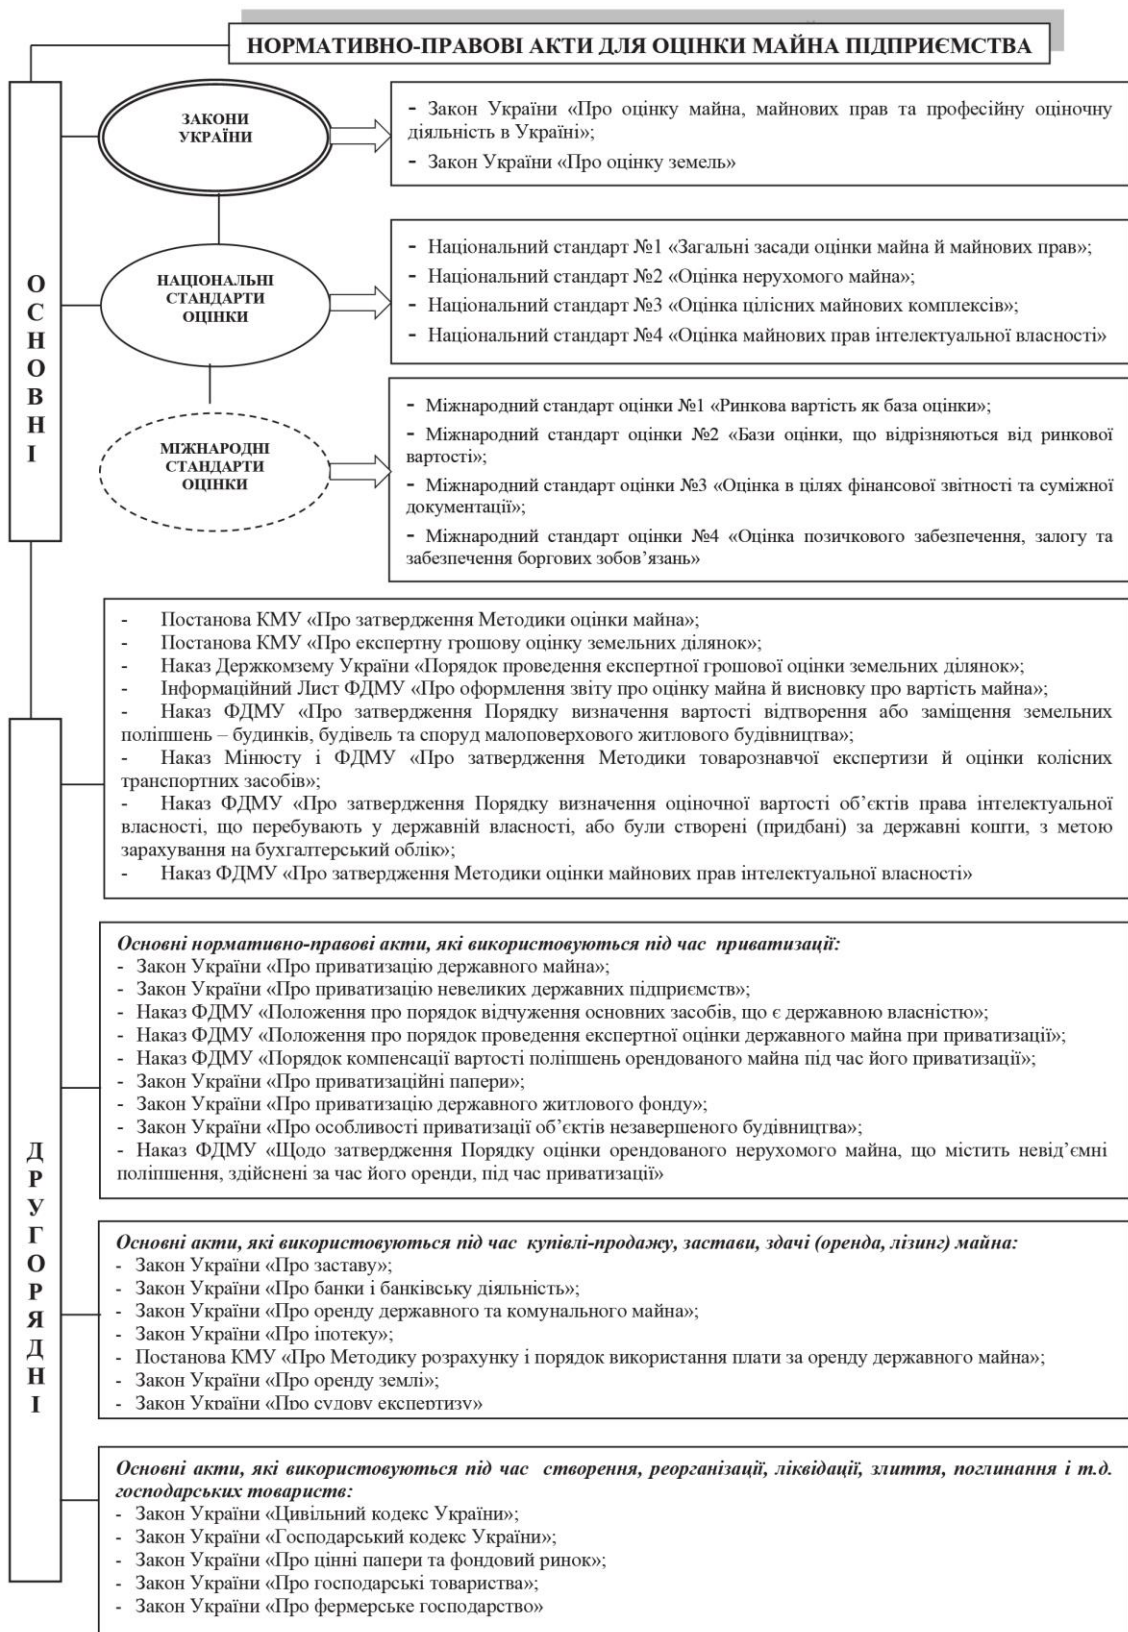 НОРМАТИВНО-ПРАВОВІ АКТИ ДЛЯ ОЦІНКИ МАЙНА ПІДПРИЄМСТВА
ОСНОВНІ
ЗАКОНИ
УКРАЇНИ
- Закон України «Про оцінку майна, майнових прав та професійну оціночну
діяльність в Україні»;
- Закон України «Про оцінку земель»
НАЦІОНАЛЬНІ
СТАНДАРТИ
ОЦІНКИ
- Національний стандарт №1 «Загальні засади оцінки майна й майнових прав»;
- Національний стандарт №2 «Оцінка нерухомого майна»;
- Національний стандарт №3 «Оцінка цілісних майнових комплексів»;
- Національний стандарт №4 «Оцінка майнових прав інтелектуальної власності»
МІЖНАРОДНІ
СТАНДАРТИ
ОЦІНКИ
- Міжнародний стандарт оцінки №1 «Ринкова вартість як база оцінки»;
- Міжнародний стандарт оцінки №2 «Бази оцінки, що відрізняються від ринкової
вартості»;
- Міжнародний стандарт оцінки №3 «Оцінка в цілях фінансової звітності та суміжної
документації»;
- Міжнародний стандарт оцінки №4 «Оцінка позичкового забезпечення, залогу та
забезпечення боргових зобов’язань»
ДРУГОРЯДНІ
- Постанова КМУ «Про затвердження Методики оцінки майна»;
- Постанова КМУ «Про експертну грошову оцінку земельних ділянок»;
- Наказ Держкомзему України «Порядок проведення експертної грошової оцінки земельних ділянок»;
- Інформаційний Лист ФДМУ «Про оформлення звіту про оцінку майна й висновку про вартість майна»;
- Наказ ФДМУ «Про затвердження Порядку визначення вартості відтворення або заміщення земельних
поліпшень – будинків, будівель та споруд малоповерхового житлового будівництва»;
- Наказ Мінюсту і ФДМУ «Про затвердження Методики товарознавчої експертизи й оцінки колісних
транспортних засобів»;
- Наказ ФДМУ «Про затвердження Порядку визначення оціночної вартості об’єктів права інтелектуальної
власності, що перебувають у державній власності, або були створені (придбані) за державні кошти, з метою
зарахування на бухгалтерський облік»;
- Наказ ФДМУ «Про затвердження Методики оцінки майнових прав інтелектуальної власності»
Основні нормативно-правові акти, які використовуються під час приватизації:
- Закон України «Про приватизацію державного майна»;
- Закон України «Про приватизацію невеликих державних підприємств»;
- Наказ ФДМУ «Положення про порядок відчуження основних засобів, що є державною власністю»;
- Наказ ФДМУ «Положення про порядок проведення експертної оцінки державного майна при приватизації»;
- Наказ ФДМУ «Порядок компенсації вартості поліпшень орендованого майна під час його приватизації»;
- Закон України «Про приватизаційні папери»;
- Закон України «Про приватизацію державного житлового фонду»;
- Закон України «Про особливості приватизації об’єктів незавершеного будівництва»;
- Наказ ФДМУ «Щодо затвердження Порядку оцінки орендованого нерухомого майна, що містить невід’ємні
поліпшення, здійснені за час його оренди, під час приватизації»
Основні акти, які використовуються під час купівлі-продажу, застави, здачі (оренда, лізинг) майна:
- Закон України «Про заставу»;
- Закон України «Про банки і банківську діяльність»;
- Закон України «Про оренду державного та комунального майна»;
- Закон України «Про іпотеку»;
- Постанова КМУ «Про Методику розрахунку і порядок використання плати за оренду державного майна»;
- Закон України «Про оренду землі»;
- Закон України «Про судову експертизу»
Основні акти, які використовуються під час створення, реорганізації, ліквідації, злиття, поглинання і т.д.
господарських товариств:
- Закон України «Цивільний кодекс України»;
- Закон України «Господарський кодекс України»;
- Закон України «Про цінні папери та фондовий ринок»;
- Закон України «Про господарські товариства»;
- Закон України «Про фермерське господарство»